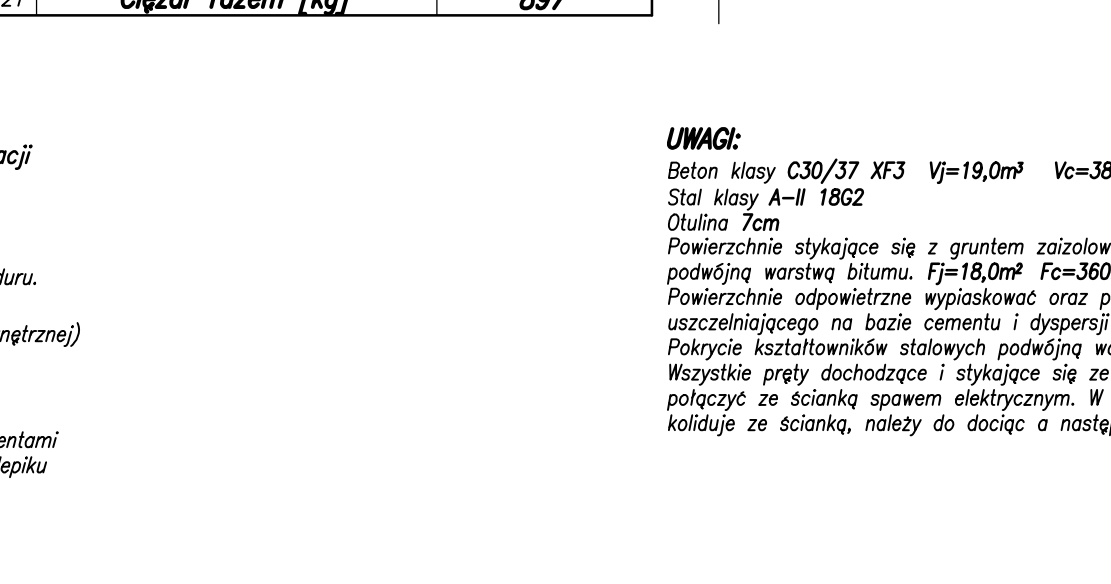 Ciężar razem [kg] 897
UWAGI:
Beton klasy C30/37 XF3 Vj=19,0m³ Vc=38
Stal klasy A-II 18G2
Otulina 7cm
Powierzchnie stykające się z gruntem zaizolow
podwójną warstwą bitumu. Fj=18,0m² Fc=360
Powierzchnie odpowietrzne wypiaskować oraz p
uszczelniającego na bazie cementu i dyspersji
Pokrycie kształtowników stalowych podwójną wa
Wszystkie pręty dochodzące i stykające się ze
połączyć ze ścianką spawem elektrycznym. W
koliduje ze ścianką, należy do dociąc a następ
acji
duru.
nętrznej)
entami
lepiku